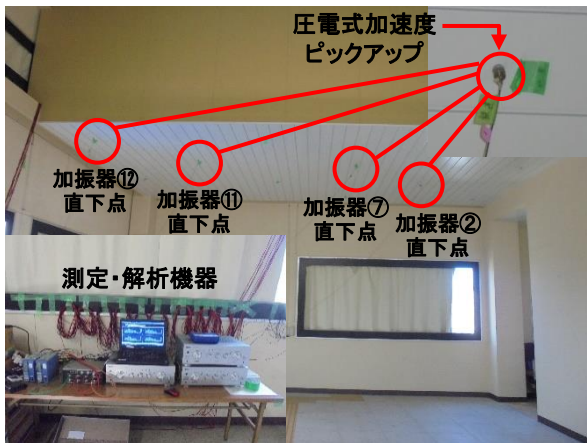 圧電式加速度
ピックアップ
加振器⑫
直下点
加振器⑪
直下点
加振器⑦
直下点
加振器②
直下点
測定・解析機器